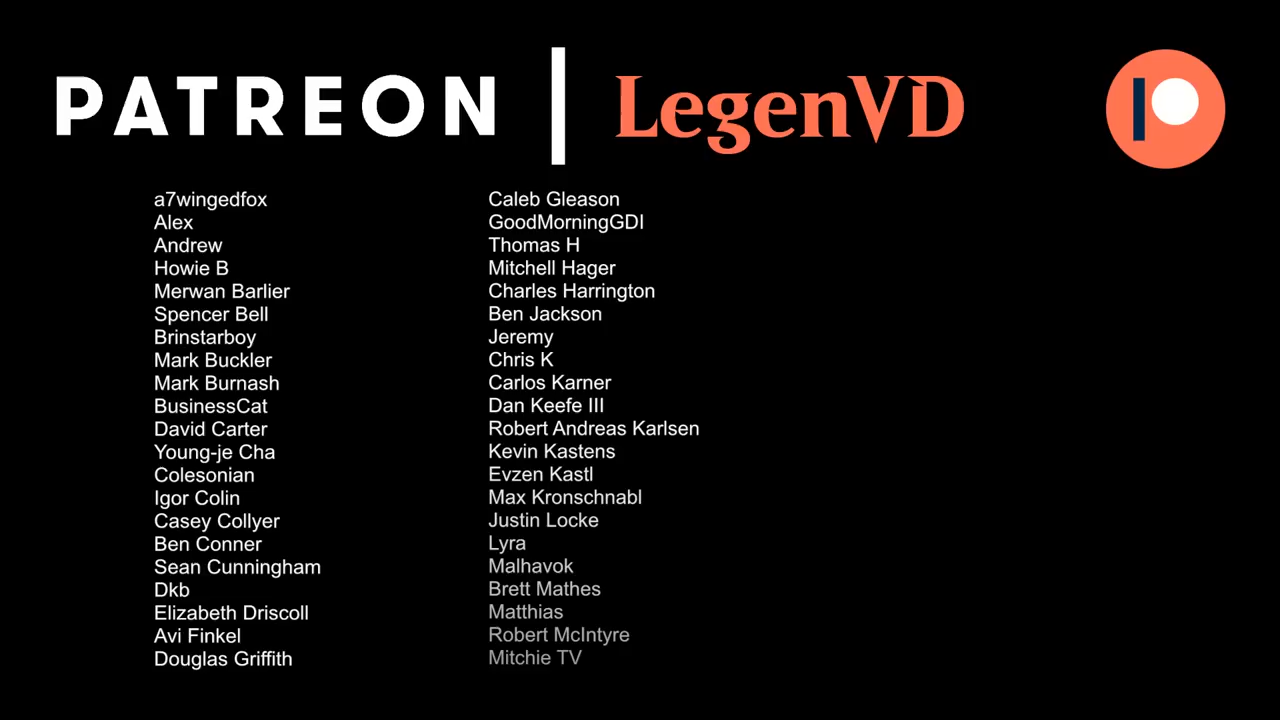 PATREON | LegenVD
a7wingedfox
Alex
Andrew
Howie B
Merwan Barlier
Spencer Bell
Brinstarboy
Mark Buckler
Mark Burnash
BusinessCat
David Carter
Young-je Cha
Colesonian
Igor Colin
Casey Collyer
Ben Conner
Sean Cunningham
Dkb
Elizabeth Driscoll
Avi Finkel
Douglas Griffith
Caleb Gleason
GoodMorningGDI
Thomas H
Mitchell Hager
Charles Harrington
Ben Jackson
Jeremy
Chris K
Carlos Karner
Dan Keefe III
Robert Andreas Karlsen
Kevin Kastens
Evzen Kastl
Max Kronschnabl
Justin Locke
Lyra
Malhavok
Brett Mathes
Matthias
Robert McIntyre
Mitchie TV